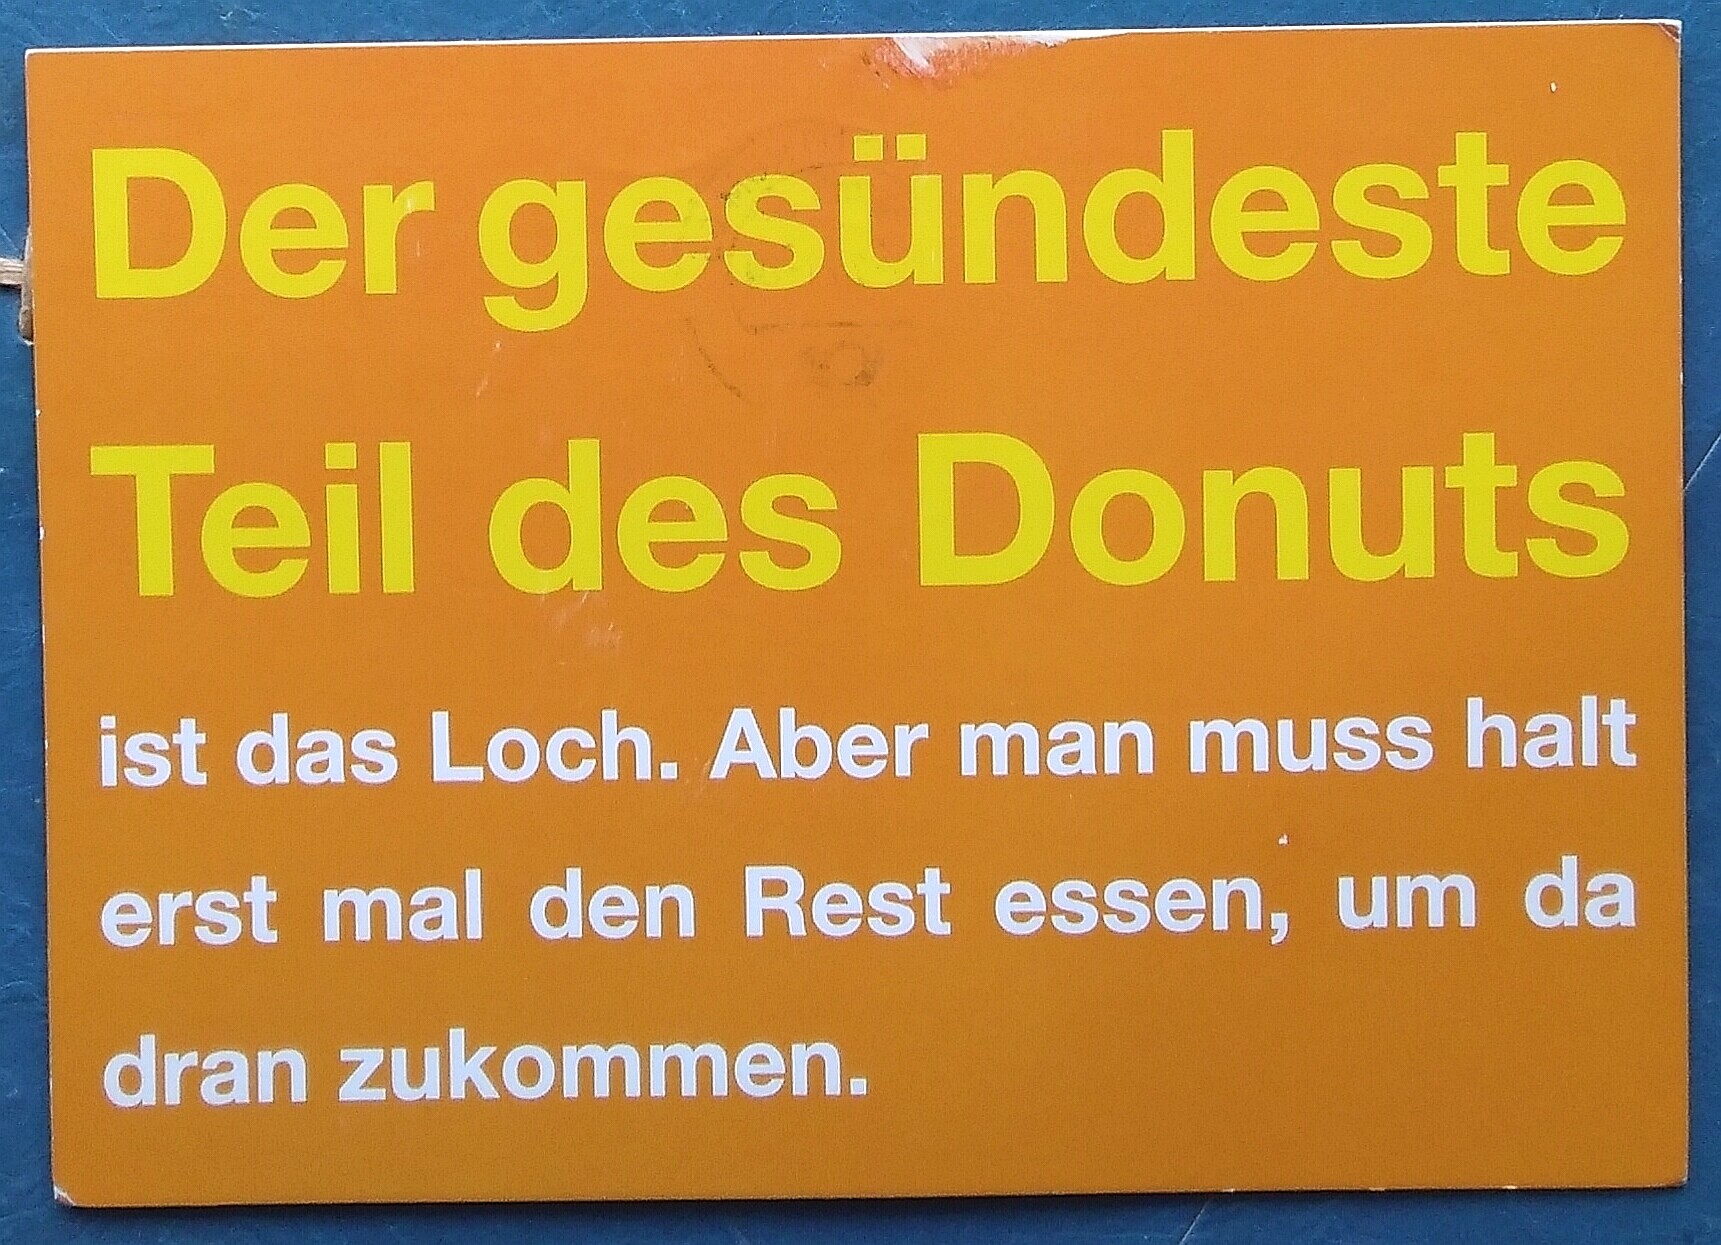 Der gesündeste
Teil des Donuts
ist das Loch. Aber man muss halt
erst mal den Rest essen, um da
dran zukommen.